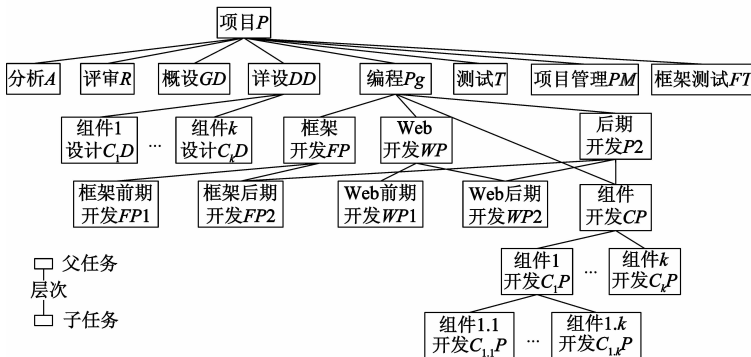 项目P
分析A
评审R
概设GD
详设DD
编程Pg
测试T
项目管理PM
框架测试FT
组件1
设计C₁D
...
组件k
设计CₖD
框架
开发FP
Web
开发WP
后期
开发P2
框架前期
开发FP1
框架后期
开发FP2
Web前期
开发WP1
Web后期
开发WP2
组件
开发CP
组件1
开发C₁P
...
组件k
开发CₖP
父任务
层次
子任务
组件1.1
开发C₁.₁P
...
组件1.k
开发C₁.ₖP